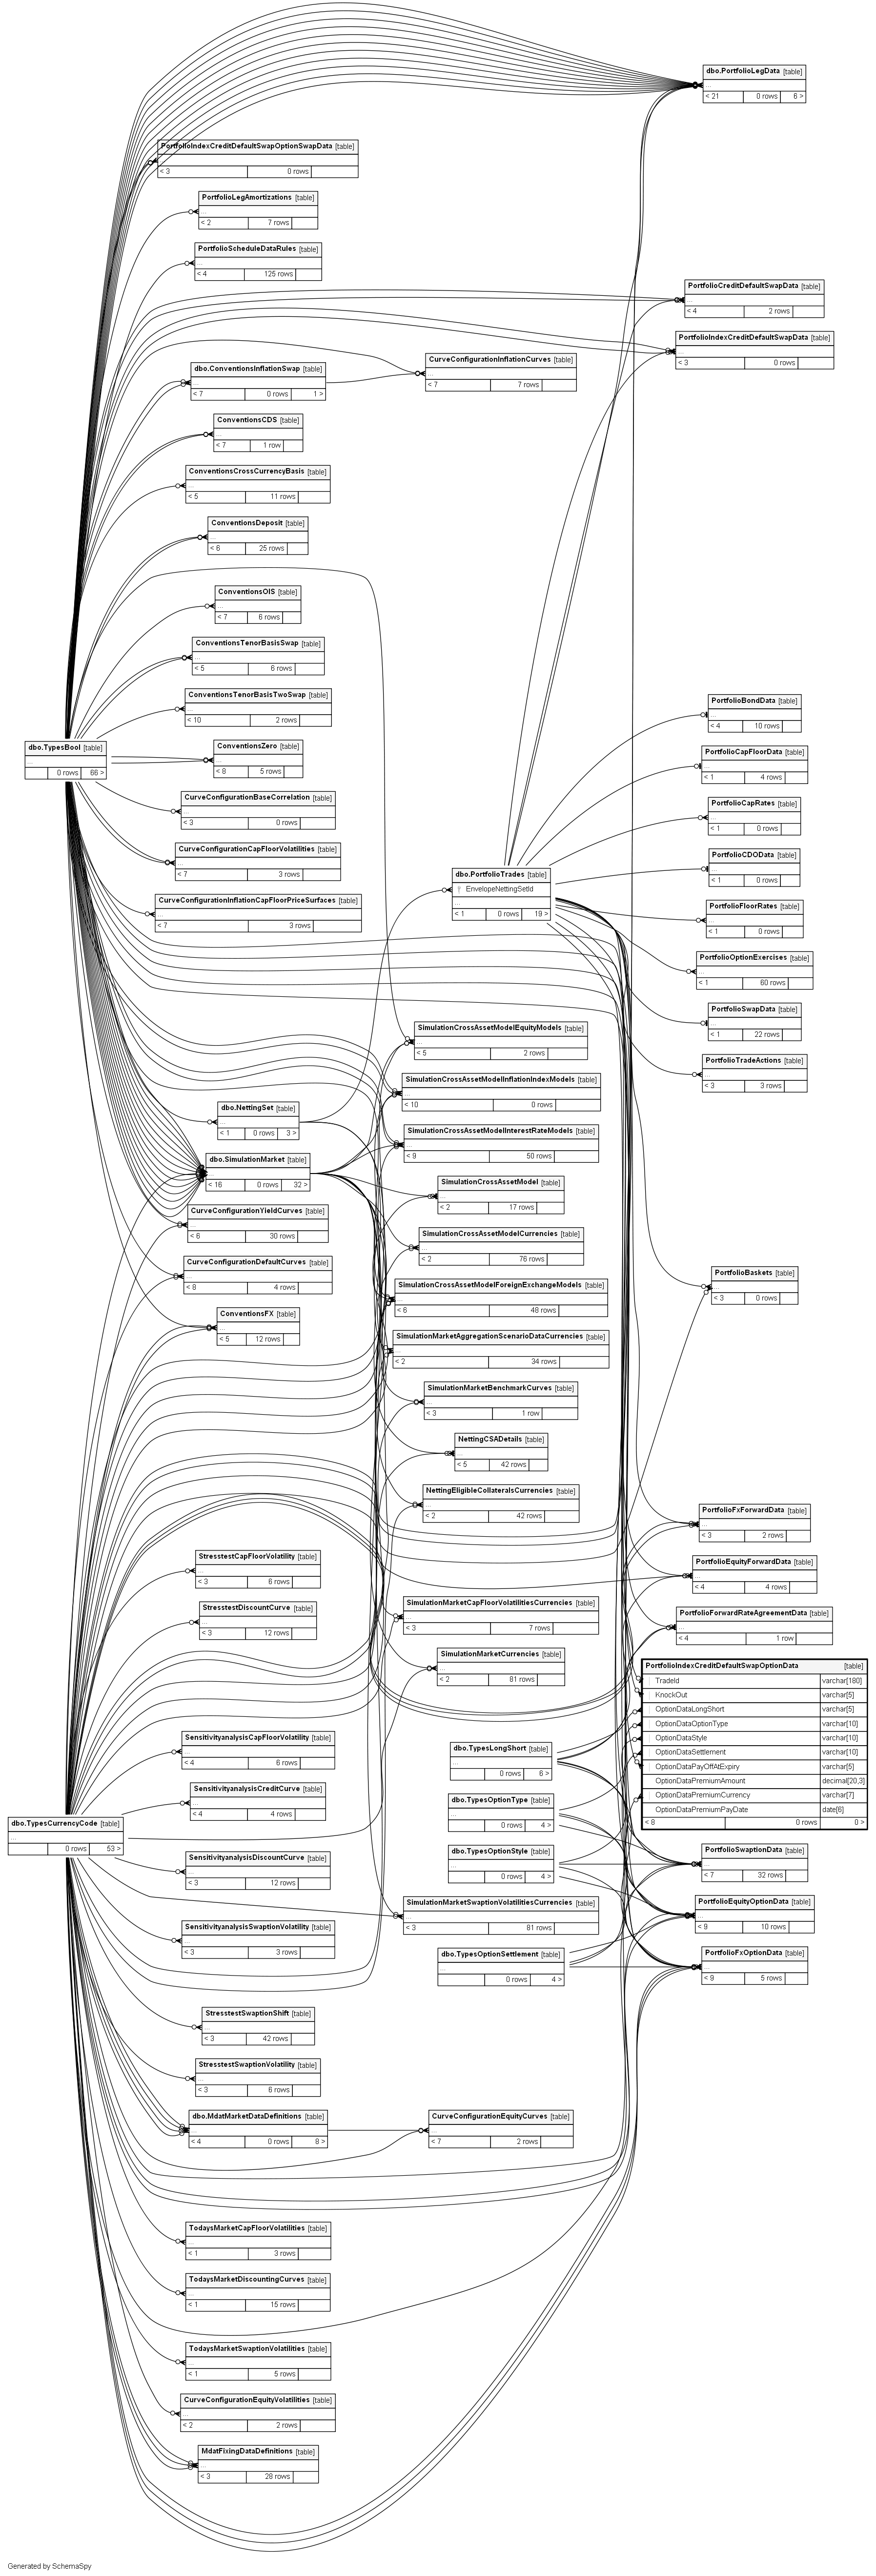 dbo.PortfolioLegData [table]
...
< 21 0 rows 6 >
PortfolioIndexCreditDefaultSwapOptionSwapData [table]
...
< 3 0 rows
PortfolioLegAmortizations [table]
...
< 2 7 rows
PortfolioScheduleDataRules [table]
...
< 4 125 rows
PortfolioCreditDefaultSwapData [table]
...
< 4 2 rows
PortfolioIndexCreditDefaultSwapData [table]
...
< 3 0 rows
dbo.ConventionsInflationSwap [table]
...
< 7 0 rows 1 >
CurveConfigurationInflationCurves [table]
...
< 7 7 rows
ConventionsCDS [table]
...
< 7 1 row
ConventionsCrossCurrencyBasis [table]
...
< 5 11 rows
ConventionsDeposit [table]
...
< 6 25 rows
ConventionsOIS [table]
...
< 7 6 rows
ConventionsTenorBasisSwap [table]
...
< 5 6 rows
ConventionsTenorBasisTwoSwap [table]
...
< 10 2 rows
dbo.TypesBool [table]
...
0 rows 66 >
ConventionsZero [table]
...
< 8 5 rows
CurveConfigurationBaseCorrelation [table]
...
< 3 0 rows
CurveConfigurationCapFloorVolatilities [table]
...
< 7 3 rows
CurveConfigurationInflationCapFloorPriceSurfaces [table]
...
< 7 3 rows
dbo.PortfolioTrades [table]
EnvelopeNettingSetId
...
< 1 0 rows 19 >
PortfolioBondData [table]
...
< 4 10 rows
PortfolioCapFloorData [table]
...
< 1 4 rows
PortfolioCapRates [table]
...
< 1 0 rows
PortfolioCDOData [table]
...
< 1 0 rows
PortfolioFloorRates [table]
...
< 1 0 rows
PortfolioOptionExercises [table]
...
< 1 60 rows
PortfolioSwapData [table]
...
< 1 22 rows
PortfolioTradeActions [table]
...
< 3 3 rows
SimulationCrossAssetModelEquityModels [table]
...
< 5 2 rows
SimulationCrossAssetModelInflationIndexModels [table]
...
< 10 0 rows
dbo.NettingSet [table]
...
< 1 0 rows 3 >
SimulationCrossAssetModelInterestRateModels [table]
...
< 9 50 rows
dbo.SimulationMarket [table]
...
< 16 0 rows 32 >
SimulationCrossAssetModel [table]
...
< 2 17 rows
CurveConfigurationYieldCurves [table]
...
< 6 30 rows
SimulationCrossAssetModelCurrencies [table]
...
< 2 76 rows
CurveConfigurationDefaultCurves [table]
...
< 8 4 rows
SimulationCrossAssetModelForeignExchangeModels [table]
...
< 6 48 rows
PortfolioBaskets [table]
...
< 3 0 rows
ConventionsFX [table]
...
< 5 12 rows
SimulationMarketAggregationScenarioDataCurrencies [table]
...
< 2 34 rows
SimulationMarketBenchmarkCurves [table]
...
< 3 1 row
NettingCSADetails [table]
...
< 5 42 rows
NettingEligibleCollateralsCurrencies [table]
...
< 2 42 rows
PortfolioFxForwardData [table]
...
< 3 2 rows
StresstestCapFloorVolatility [table]
...
< 3 6 rows
PortfolioEquityForwardData [table]
...
< 4 4 rows
StresstestDiscountCurve [table]
...
< 3 12 rows
SimulationMarketCapFloorVolatilitiesCurrencies [table]
...
< 3 7 rows
PortfolioForwardRateAgreementData [table]
...
< 4 1 row
SimulationMarketCurrencies [table]
...
< 2 81 rows
PortfolioIndexCreditDefaultSwapOptionData [table]
TradeId varchar[180]
KnockOut varchar[5]
OptionDataLongShort varchar[5]
OptionDataOptionType varchar[10]
OptionDataStyle varchar[10]
OptionDataSettlement varchar[10]
OptionDataPayOffAtExpiry varchar[5]
OptionDataPremiumAmount decimal[20,3]
OptionDataPremiumCurrency varchar[7]
OptionDataPremiumPayDate date[6]
< 8 0 rows 0 >
SensitivityanalysisCapFloorVolatility [table]
...
< 4 6 rows
dbo.TypesLongShort [table]
...
0 rows 6 >
SensitivityanalysisCreditCurve [table]
...
< 4 4 rows
dbo.TypesOptionType [table]
...
0 rows 4 >
dbo.TypesCurrencyCode [table]
...
0 rows 53 >
dbo.TypesOptionStyle [table]
...
0 rows 4 >
PortfolioSwaptionData [table]
...
< 7 32 rows
SensitivityanalysisDiscountCurve [table]
...
< 3 12 rows
SimulationMarketSwaptionVolatilitiesCurrencies [table]
...
< 3 81 rows
PortfolioEquityOptionData [table]
...
< 9 10 rows
SensitivityanalysisSwaptionVolatility [table]
...
< 3 3 rows
dbo.TypesOptionSettlement [table]
...
0 rows 4 >
PortfolioFxOptionData [table]
...
< 9 5 rows
StresstestSwaptionShift [table]
...
< 3 42 rows
StresstestSwaptionVolatility [table]
...
< 3 6 rows
dbo.MdatMarketDataDefinitions [table]
...
< 4 0 rows 8 >
CurveConfigurationEquityCurves [table]
...
< 7 2 rows
TodaysMarketCapFloorVolatilities [table]
...
< 1 3 rows
TodaysMarketDiscountingCurves [table]
...
< 1 15 rows
TodaysMarketSwaptionVolatilities [table]
...
< 1 5 rows
CurveConfigurationEquityVolatilities [table]
...
< 2 2 rows
MdatFixingDataDefinitions [table]
...
< 3 28 rows
Generated by SchemaSpy